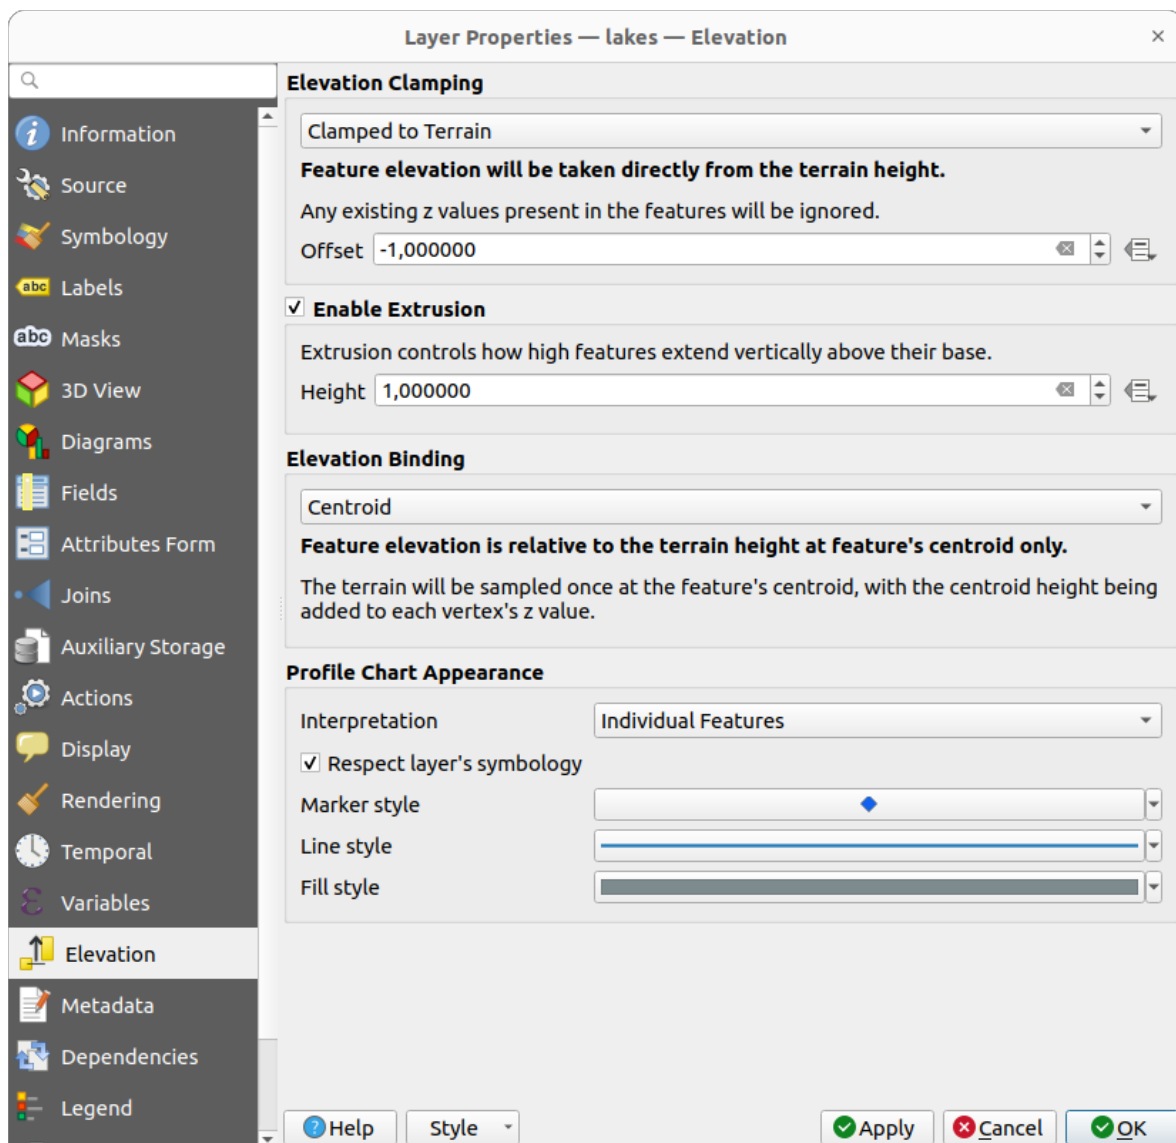 Layer Properties — lakes — Elevation
Information
Source
Symbology
abc Labels
abc Masks
3D View
Diagrams
Fields
Attributes Form
Joins
Auxiliary Storage
Actions
Display
Rendering
Temporal
Variables
Elevation
Metadata
Dependencies
Legend
Elevation Clamping
Clamped to Terrain
Feature elevation will be taken directly from the terrain height.
Any existing z values present in the features will be ignored.
Offset -1,000000
Enable Extrusion
Extrusion controls how high features extend vertically above their base.
Height 1,000000
Elevation Binding
Centroid
Feature elevation is relative to the terrain height at feature's centroid only.
The terrain will be sampled once at the feature's centroid, with the centroid height being
added to each vertex's z value.
Profile Chart Appearance
Interpretation Individual Features
Respect layer's symbology
Marker style
Line style
Fill style
Help Style Apply Cancel OK